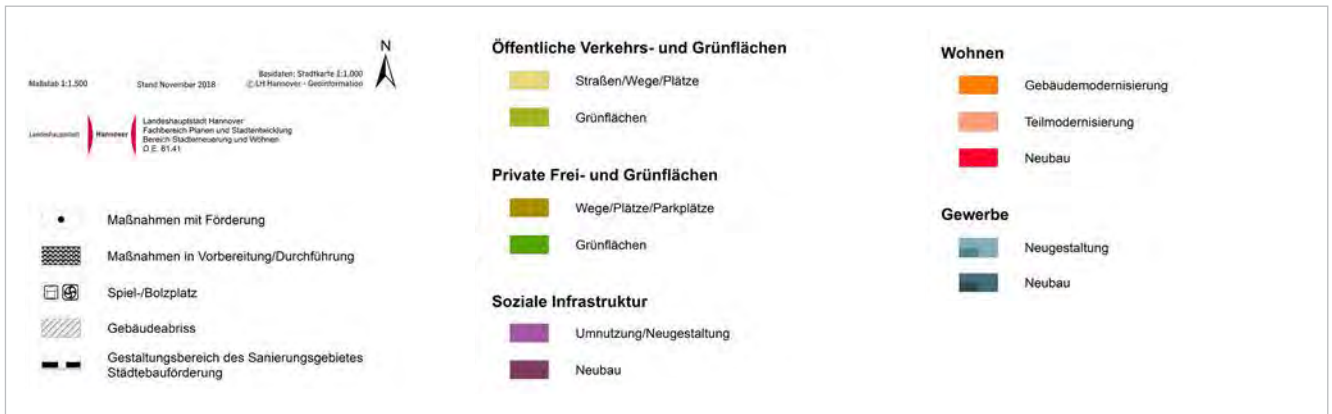 N
Maßstab 1:1.500
Stand November 2018
Basisdaten: Stadtkarte 1:1.000
©LH Hannover - Geoinformation
Landeshauptstadt
Hannover
Landeshauptstadt Hannover
Fachbereich Planen und Stadtentwicklung
Bereich Stadterneuerung und Wohnen
O.E. 61.41
Maßnahmen mit Förderung
Maßnahmen in Vorbereitung/Durchführung
Spiel-/Bolzplatz
Gebäudeabriss
Gestaltungsbereich des Sanierungsgebietes
Städtebauförderung
Öffentliche Verkehrs- und Grünflächen
Straßen/Wege/Plätze
Grünflächen
Private Frei- und Grünflächen
Wege/Plätze/Parkplätze
Grünflächen
Soziale Infrastruktur
Umnutzung/Neugestaltung
Neubau
Wohnen
Gebäudemodernisierung
Teilmodernisierung
Neubau
Gewerbe
Neugestaltung
Neubau